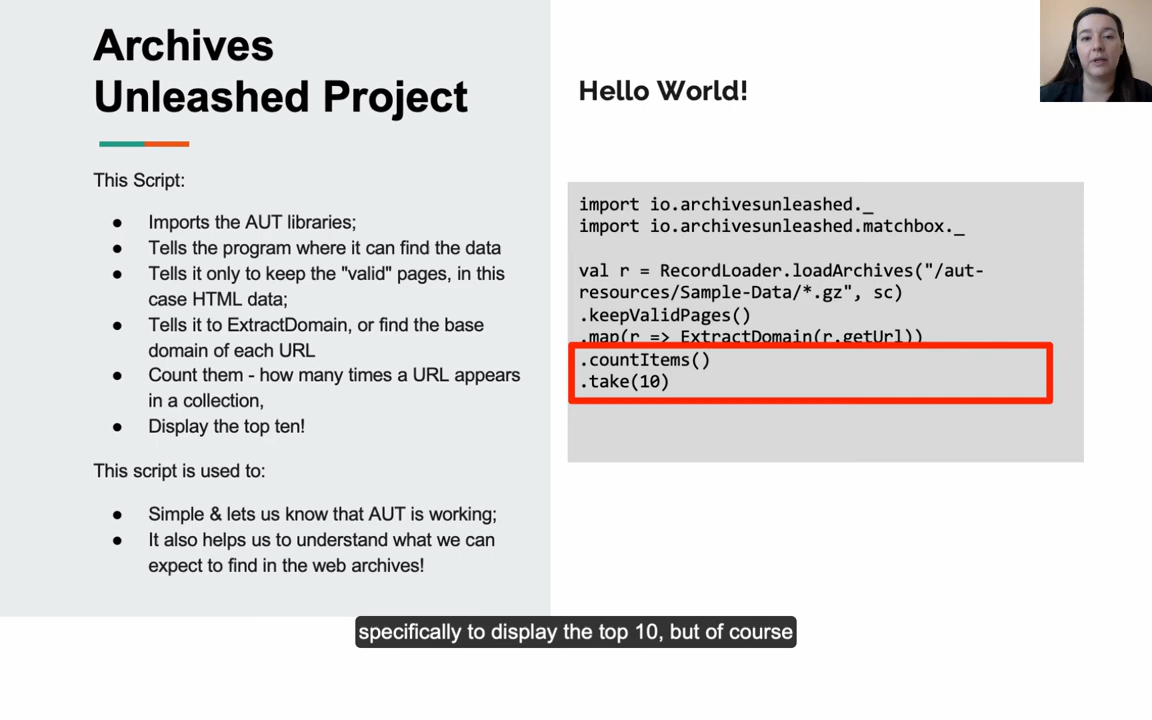 Archives
Unleashed Project
This Script:
● Imports the AUT libraries;
● Tells the program where it can find the data
● Tells it only to keep the "valid" pages, in this
case HTML data;
● Tells it to ExtractDomain, or find the base
domain of each URL
● Count them - how many times a URL appears
in a collection,
● Display the top ten!
This script is used to:
● Simple & lets us know that AUT is working;
● It also helps us to understand what we can
expect to find in the web archives!
Hello World!
import io.archivesunleashed._
import io.archivesunleashed.matchbox._
val r = RecordLoader.loadArchives("/aut-
resources/Sample-Data/*.gz", sc)
.keepValidPages()
.map(r => ExtractDomain(r.getUrl))
.countItems()
.take(10)
specifically to display the top 10, but of course